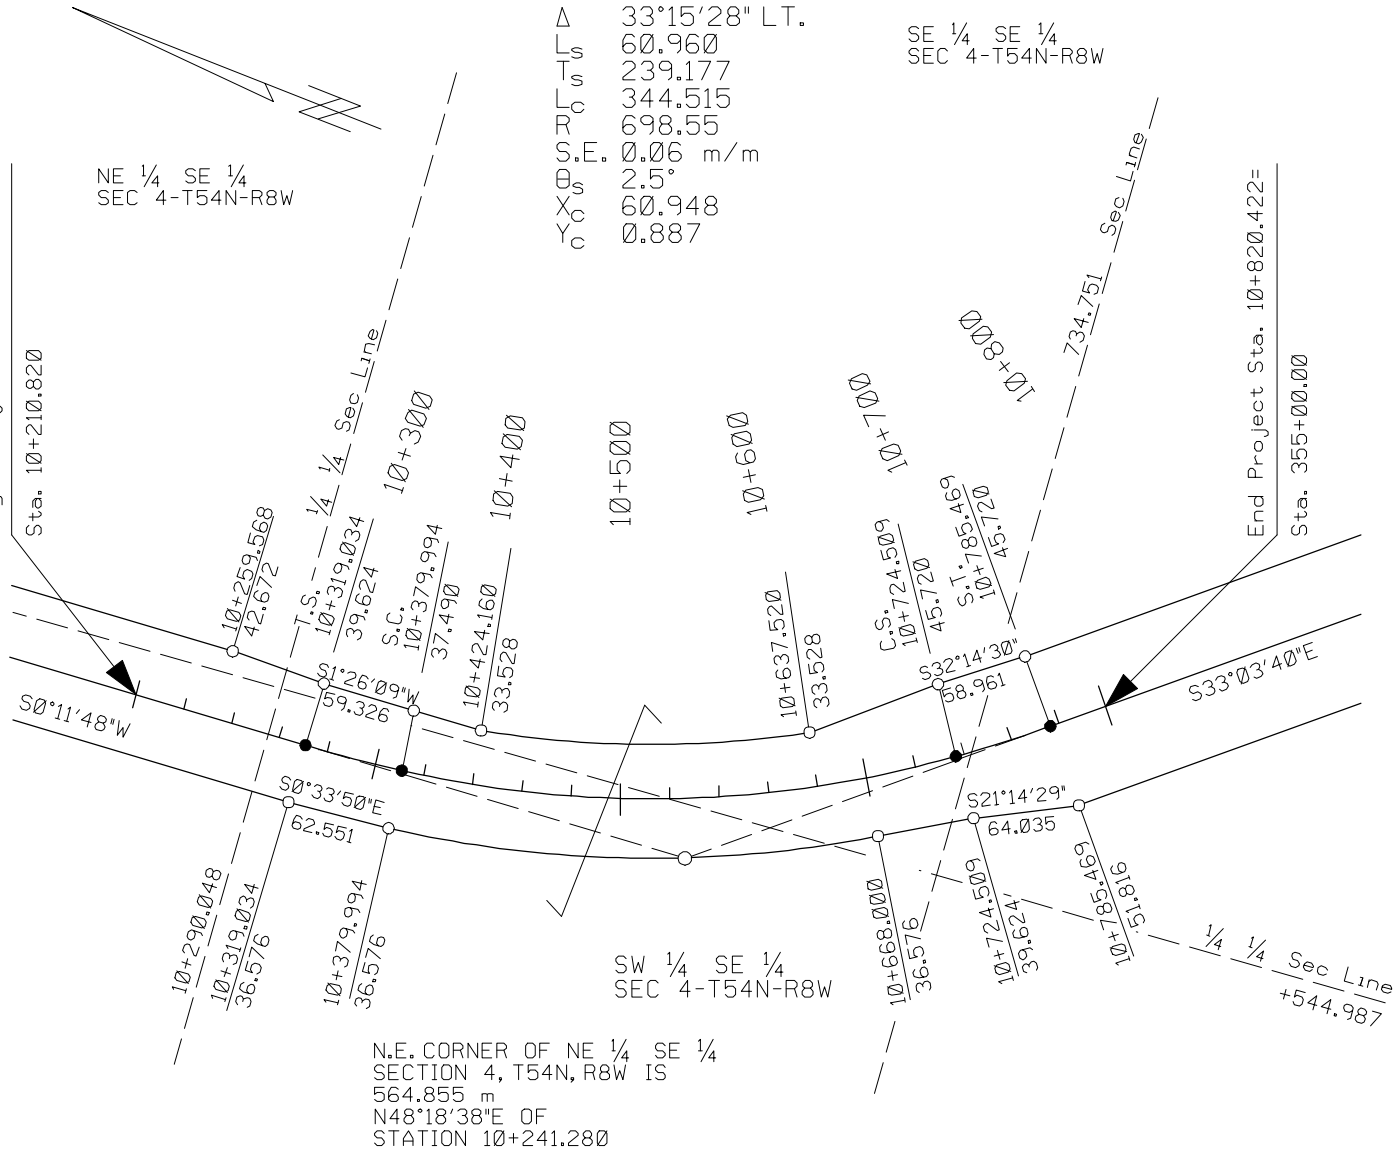 Δ 33°15'28" LT.
Ls 60.960
Ts 239.177
Lc 344.515
R 698.55
S.E. 0.06 m/m
θs 2.5°
Xc 60.948
Yc 0.887
SE ¼ SE ¼
SEC 4-T54N-R8W
NE ¼ SE ¼
SEC 4-T54N-R8W
Sta. 10+210.820
¼ ¼ Sec Line
734.751 Sec Line
End Project Sta. 10+820.422=
Sta. 355+00.00
10+300
10+400
10+500
10+600
10+700
10+800
10+259.568
42.672
T.S.
10+319.034
39.624
S.C.
10+379.994
37.490
10+424.160
33.528
10+637.520
33.528
C.S.
10+724.509
45.720
S.T.
10+785.469
45.720
S1°26'09"W
59.326
S32°14'30"
58.961
S0°11'48"W
S33°03'40"E
S0°33'50"E
62.551
S21°14'29"
64.035
10+290.048
10+319.034
36.576
10+379.994
36.576
10+668.000
36.576
10+724.509
39.624
10+785.469
51.816
¼ ¼ Sec Line
+544.987
SW ¼ SE ¼
SEC 4-T54N-R8W
N.E. CORNER OF NE ¼ SE ¼
SECTION 4, T54N, R8W IS
564.855 m
N48°18'38"E OF
STATION 10+241.280